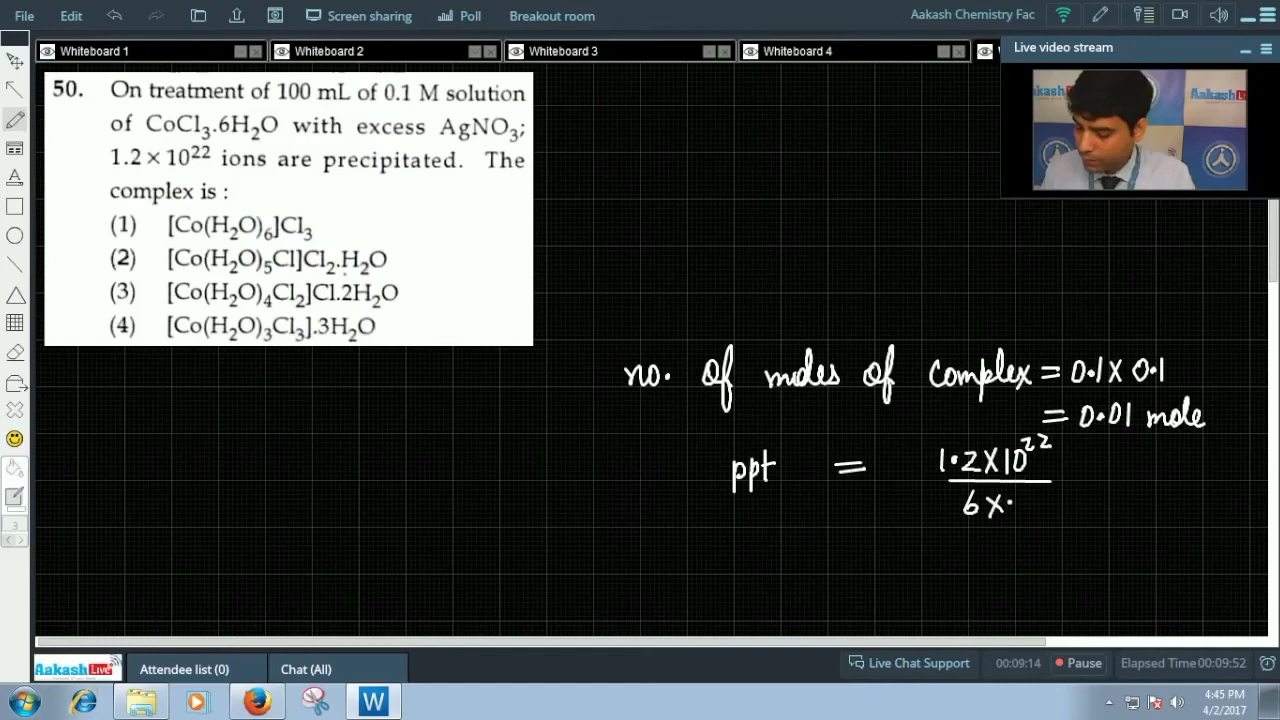 File Edit Screen sharing Poll Breakout room Aakash Chemistry Fac
Whiteboard 1 Whiteboard 2 Whiteboard 3 Whiteboard 4
Live video stream
50. On treatment of 100 mL of 0.1 M solution
of CoCl₃.6H₂O with excess AgNO₃;
1.2 × 10²² ions are precipitated. The
complex is :
(1) [Co(H₂O)₆]Cl₃
(2) [Co(H₂O)₅Cl]Cl₂.H₂O
(3) [Co(H₂O)₄Cl₂]Cl.2H₂O
(4) [Co(H₂O)₃Cl₃].3H₂O
no. of moles of complex = 0.1 X 0.1
= 0.01 mole
ppt = 1.2X10²²
6 X
3
Aakash Live Attendee list (0) Chat (All) Live Chat Support 00:09:14 Pause Elapsed Time 00:09:52
4:45 PM
4/2/2017